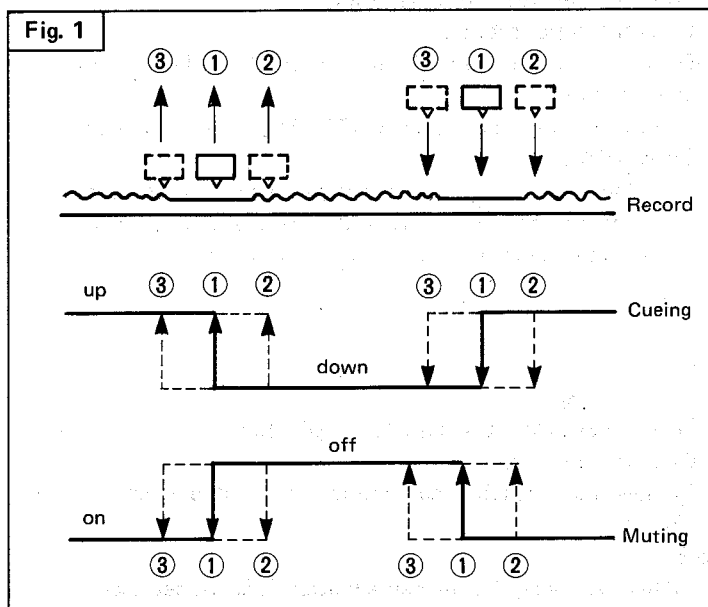 Fig. 1
③ ① ② ③ ① ②
Record
up ③ ① ② ③ ① ② Cueing
down
off
on Muting
③ ① ② ③ ① ②